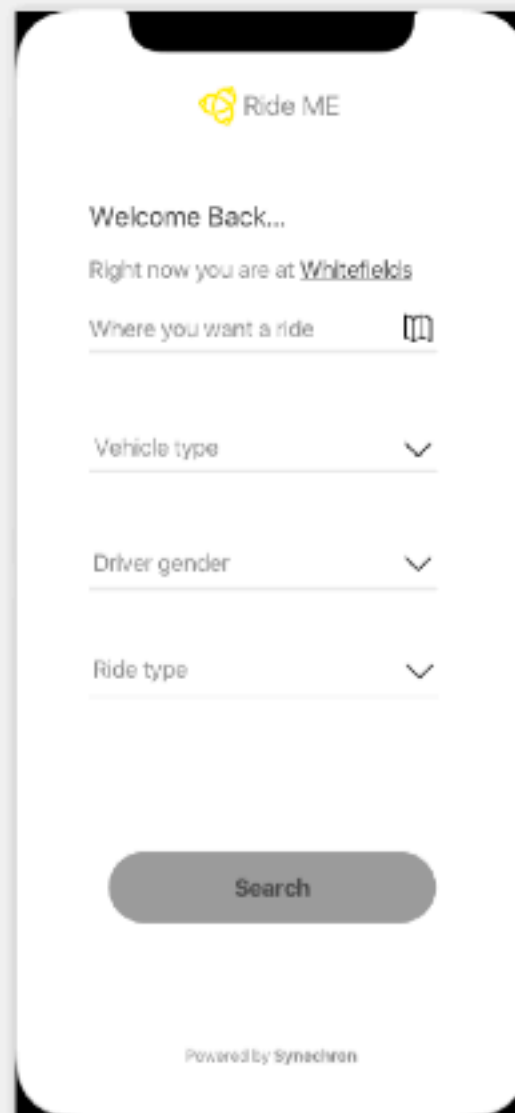 Ride ME
Welcome Back...
Right now you are at Whitefields
Where you want a ride
Vehicle type
Driver gender
Ride type
Search
Powered by Synechron